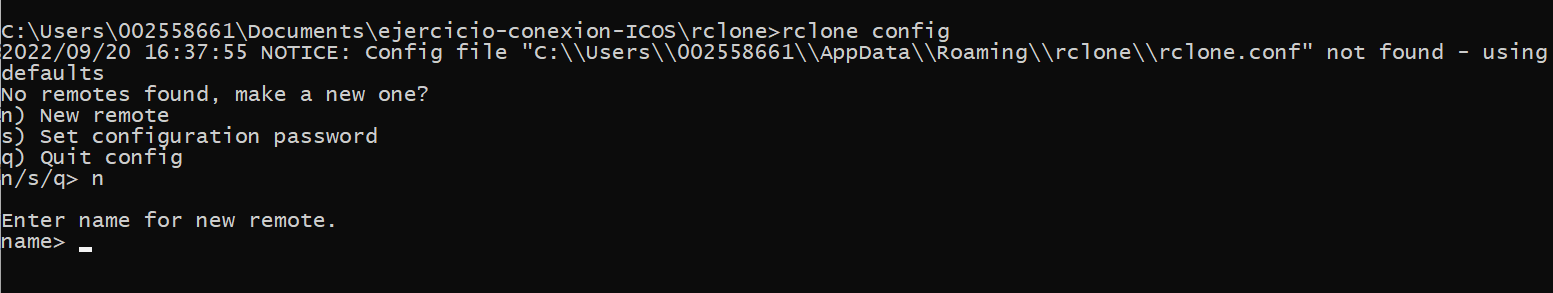 C:\Users\002558661\Documents\ejercicio-conexion-ICOS\rclone>rclone config
2022/09/20 16:37:55 NOTICE: Config file "C:\\Users\\002558661\\AppData\\Roaming\\rclone\\rclone.conf" not found - using
defaults
No remotes found, make a new one?
n) New remote
s) Set configuration password
q) Quit config
n/s/q> n
Enter name for new remote.
name>